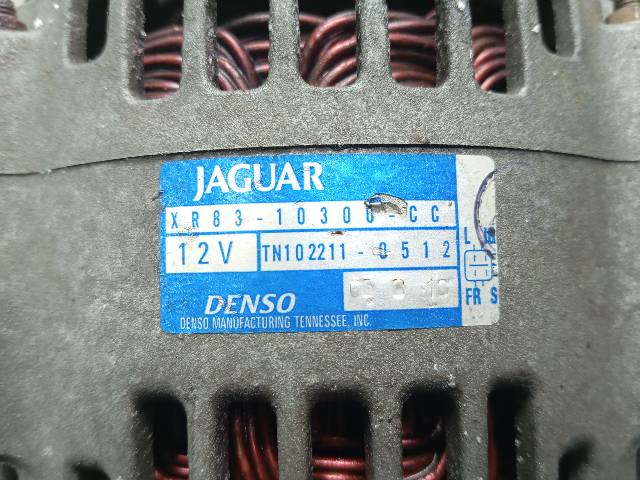 JAGUAR
XR83-10300-CC
12V TN102211-0512
DENSO
DENSO MANUFACTURING TENNESSEE, INC.
L
FR S